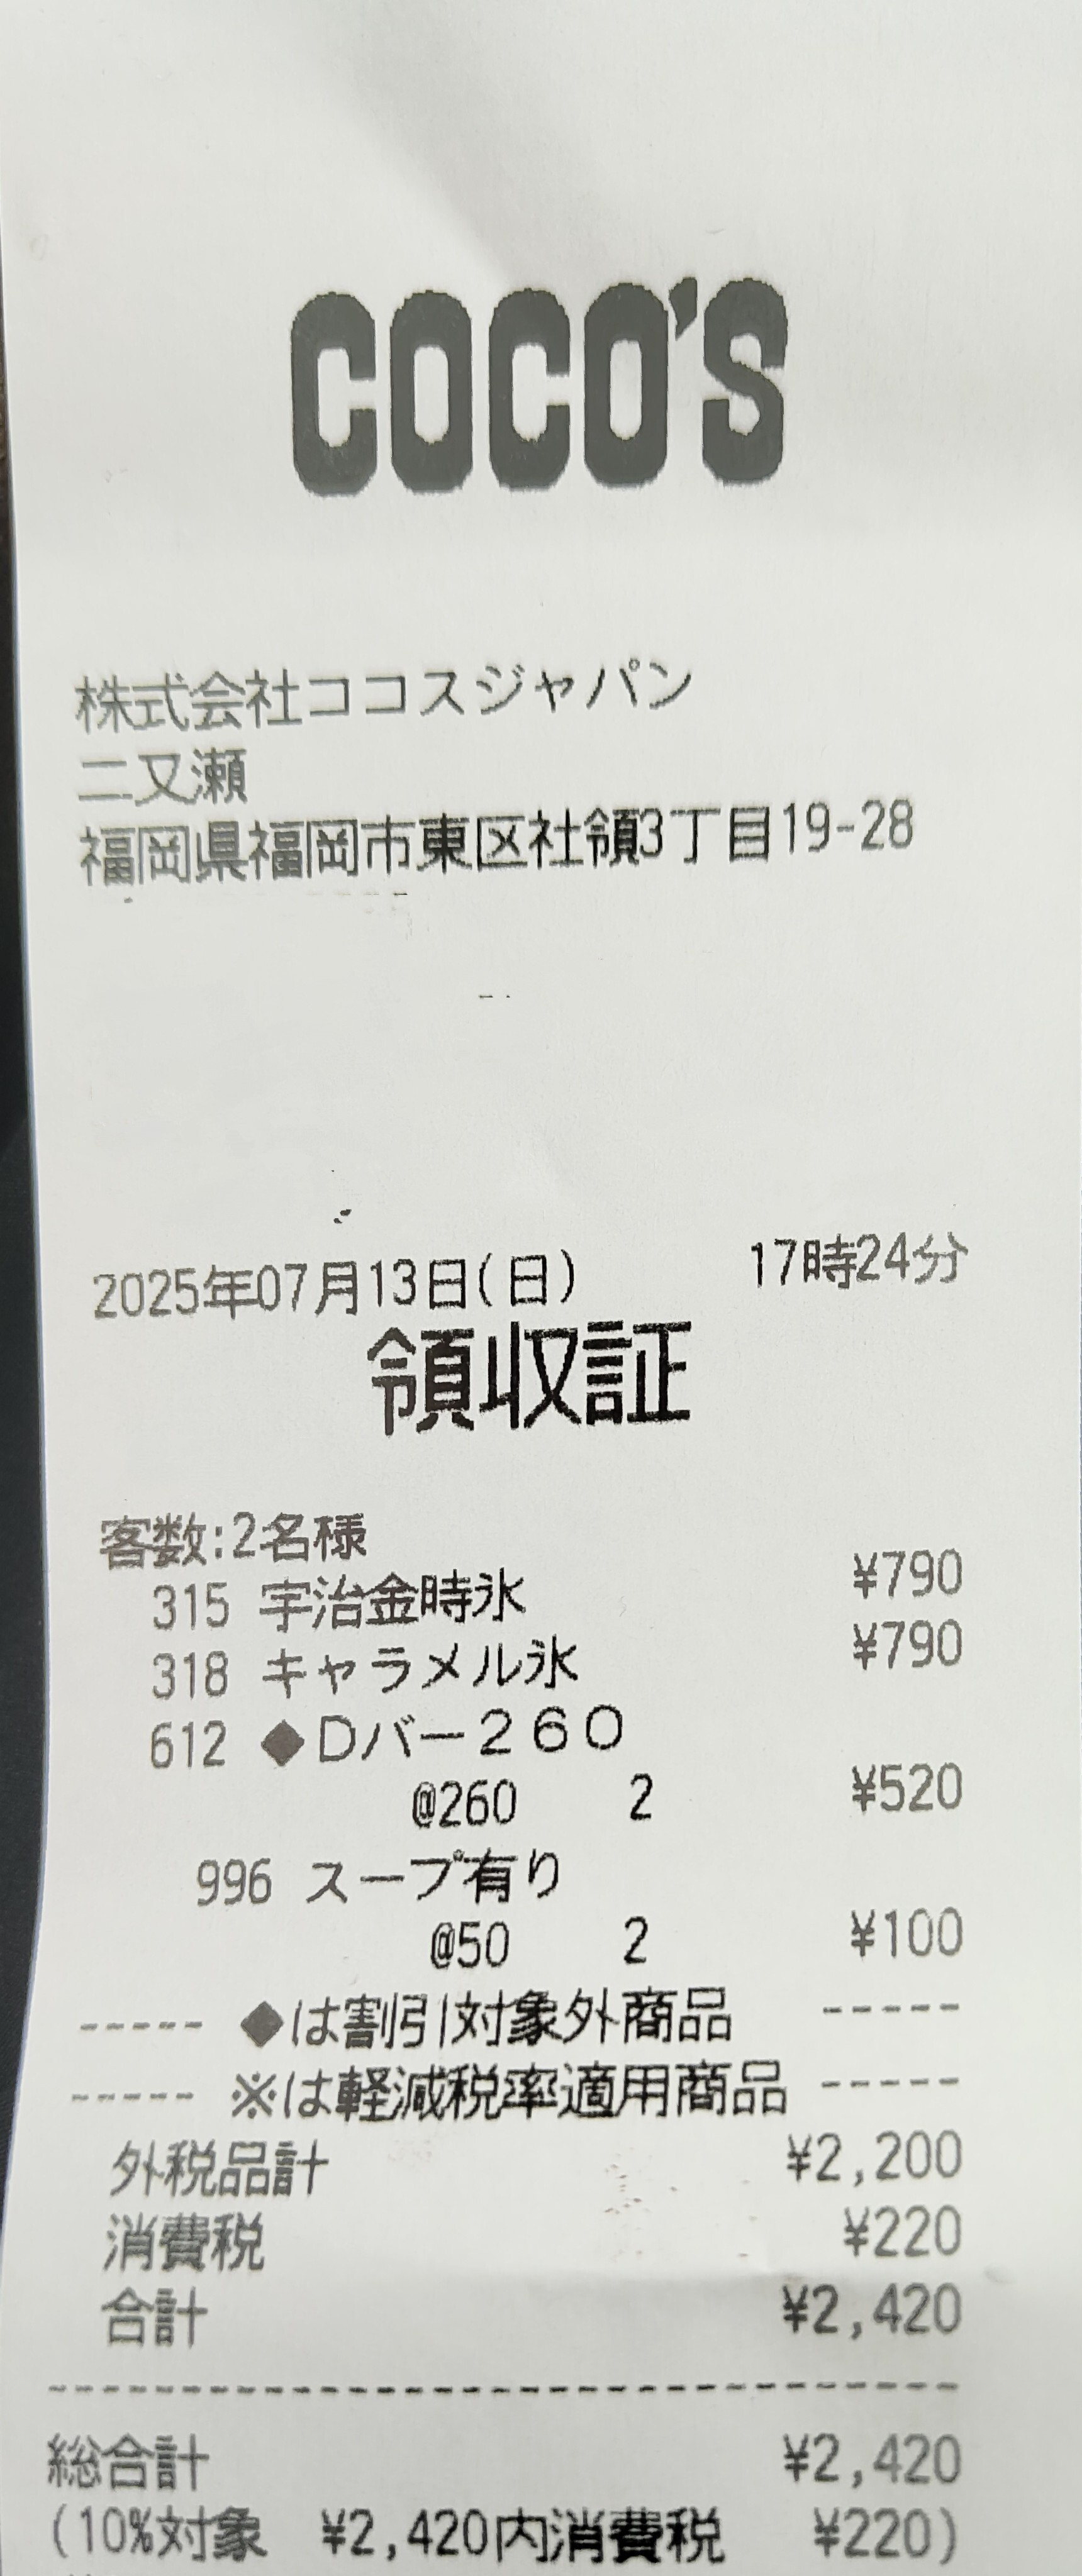 COCO'S
株式会社ココスジャパン
二又瀬
福岡県福岡市東区社領3丁目19-28
2025年07月13日(日) 17時24分
領収証
客数:2名様
315 宇治金時氷 ¥790
318 キャラメル氷 ¥790
612 ◆Dバー260
@260 2 ¥520
996 スープ有り
@50 2 ¥100
----- ◆は割引対象外商品 -----
----- ※は軽減税率適用商品 -----
外税品計 ¥2,200
消費税 ¥220
合計 ¥2,420
総合計 ¥2,420
(10%対象 ¥2,420内消費税 ¥220)